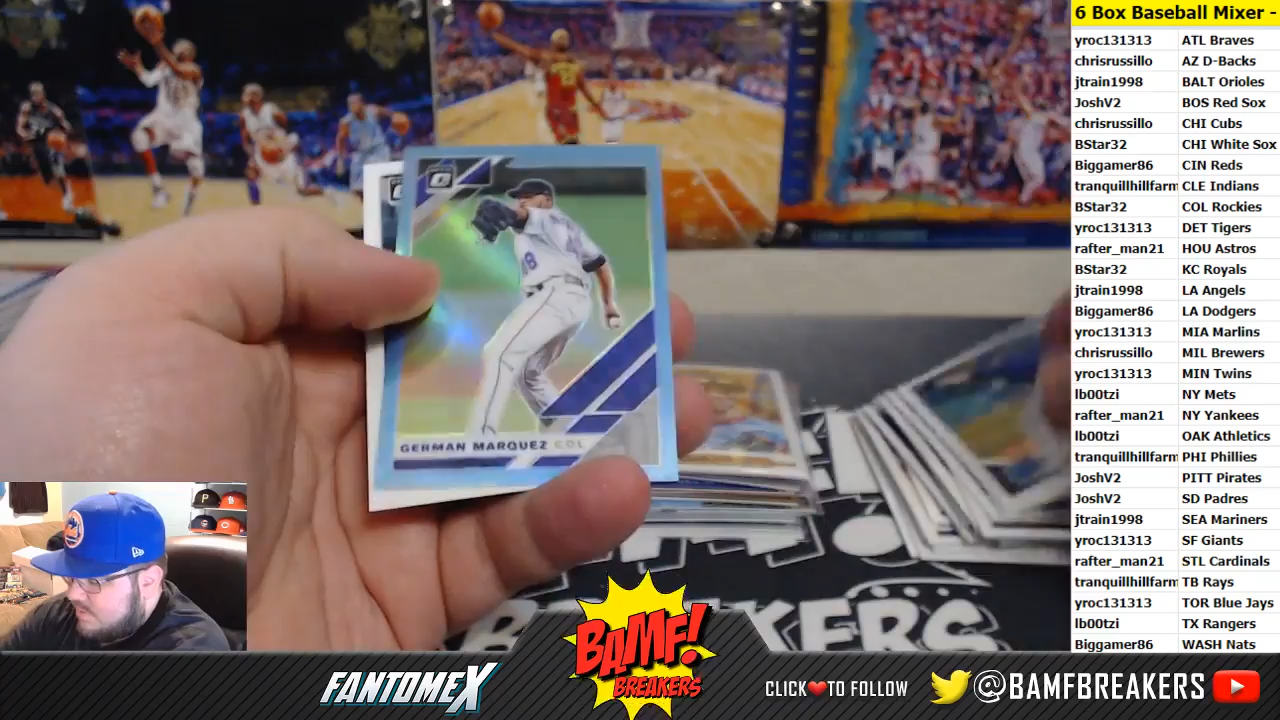 6 Box Baseball Mixer -
yroc131313 ATL Braves
chrisrussillo AZ D-Backs
jtrain1998 BALT Orioles
JoshV2 BOS Red Sox
chrisrussillo CHI Cubs
BStar32 CHI White Sox
Biggamer86 CIN Reds
tranquillhillfarm CLE Indians
BStar32 COL Rockies
yroc131313 DET Tigers
rafter_man21 HOU Astros
BStar32 KC Royals
jtrain1998 LA Angels
Biggamer86 LA Dodgers
yroc131313 MIA Marlins
chrisrussillo MIL Brewers
yroc131313 MIN Twins
lb00tzi NY Mets
rafter_man21 NY Yankees
lb00tzi OAK Athletics
tranquillhillfarm PHI Phillies
JoshV2 PITT Pirates
JoshV2 SD Padres
jtrain1998 SEA Mariners
yroc131313 SF Giants
rafter_man21 STL Cardinals
tranquillhillfarm TB Rays
yroc131313 TOR Blue Jays
lb00tzi TX Rangers
Biggamer86 WASH Nats
GERMAN MARQUEZ COL
BREAKERS
FANTOMEX
BAMF!
BREAKERS
CLICK TO FOLLOW
@BAMFBREAKERS